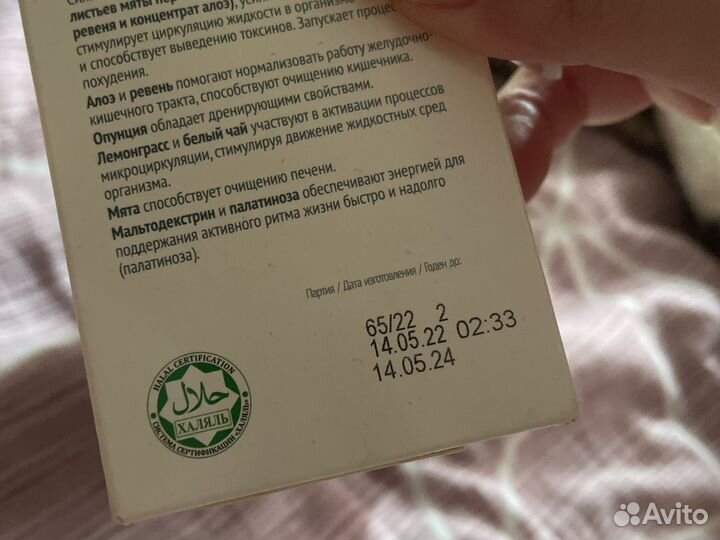 листьев мяты
ревеня и концентрат алоэ),
стимулирует циркуляцию жидкости в организме
и способствует выведению токсинов. Запускает
похудения.
Алоэ и ревень помогают нормализовать работу желудочно-
кишечного тракта, способствуют очищению кишечника.
Опунция обладает дренирующими свойствами.
Лемонграсс и белый чай участвуют в активации процессов
микроциркуляции, стимулируя движение жидкостных сред
организма.
Мята способствует очищению печени.
Мальтодекстрин и палатиноза обеспечивают энергией для
поддержания активного ритма жизни быстро и надолго
(палатиноза).
Партия / Дата изготовления / Годен до:
65/22 2
14.05.22 02:33
14.05.24
HALAL CERTIFICATION
حلال
ХАЛЯЛЬ
СИСТЕМА СЕРТИФИКАЦИИ «ХАЛЯЛЬ»
Avito